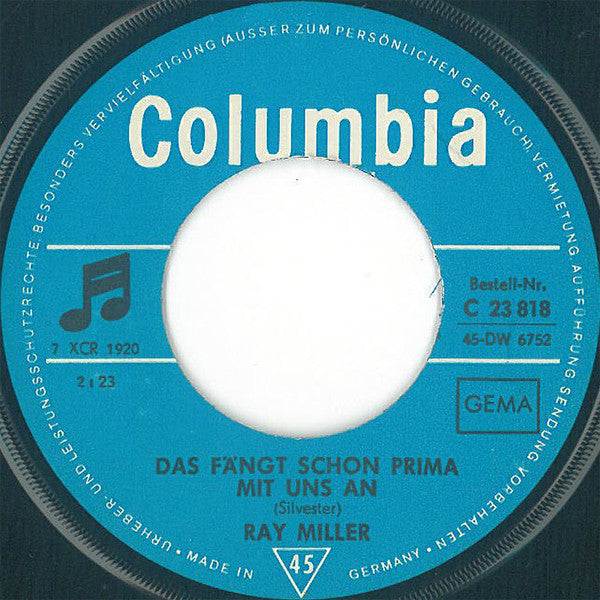 URHEBER- UND LEISTUNGSSCHUTZRECHTE, BESONDERS VERVIELFÄLTIGUNG (AUSSER ZUM PERSÖNLICHEN GEBRAUCH), VERMIETUNG, AUFFÜHRUNG, SENDUNG VORBEHALTEN
Columbia
Bestell-Nr.
C 23 818
7 XCR 1920
45-DW 6752
2 : 23
GEMA
DAS FÄNGT SCHON PRIMA
MIT UNS AN
(Silvester)
RAY MILLER
• MADE IN 45 GERMANY •